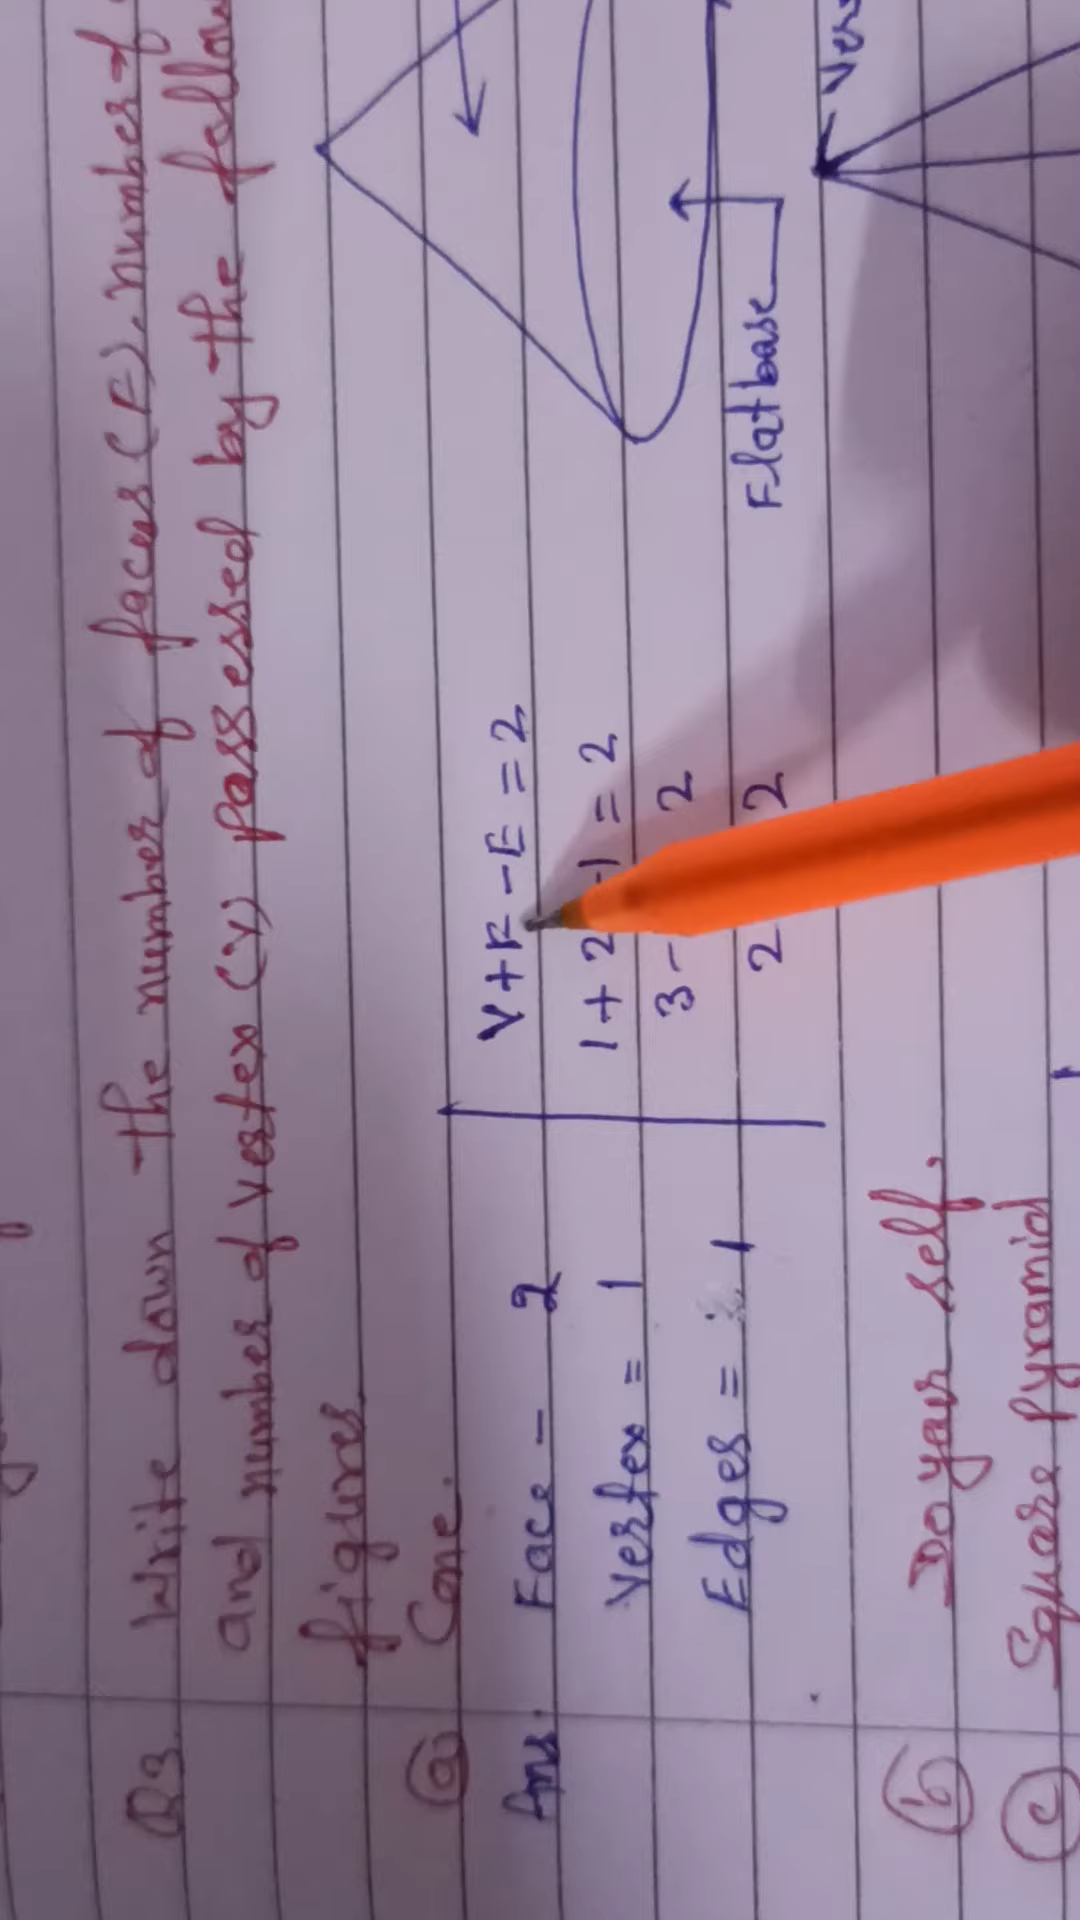 Q3. Write down the number of faces (F), number of
and number of vertex (V) possessed by the follow
figures
(a) Cone.
Ans. Face - 2
Vertex = 1
Edges = 1
V+F-E=2
1+2-1=2
3- 2
2 2
Flat base
Ver
(b) Do your self,
(c) Square Pyramid